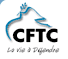 CFTC
La vie à Défendre